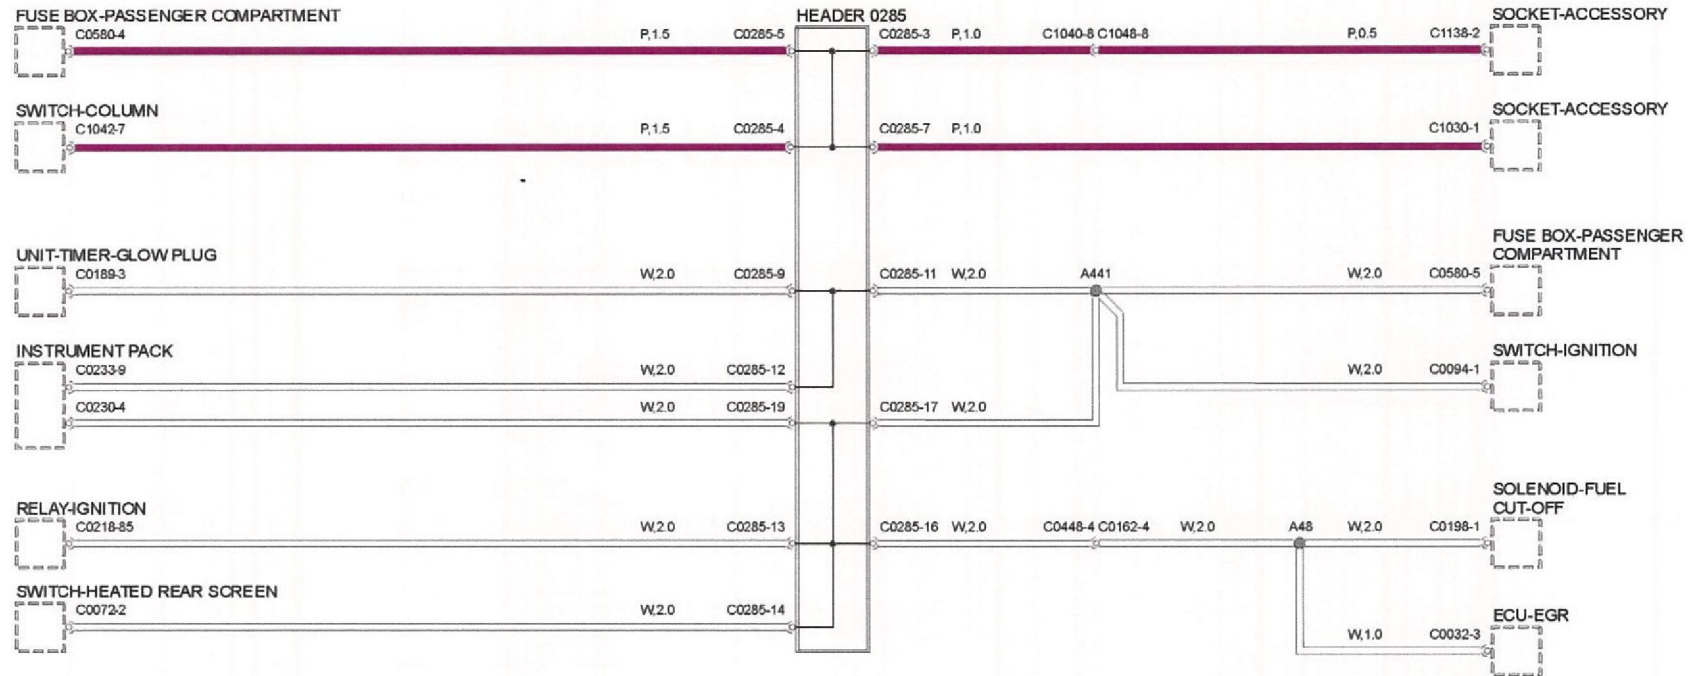 FUSE BOX-PASSENGER COMPARTMENT HEADER 0285 SOCKET-ACCESSORY
C0580-4 P,1.5 C0285-5 C0285-3 P,1.0 C1040-8 C1048-8 P,0.5 C1138-2
SWITCH-COLUMN SOCKET-ACCESSORY
C1042-7 P,1.5 C0285-4 C0285-7 P,1.0 C1030-1
FUSE BOX-PASSENGER
COMPARTMENT
UNIT-TIMER-GLOW PLUG
C0189-3 W,2.0 C0285-9 C0285-11 W,2.0 A441 W,2.0 C0580-5
INSTRUMENT PACK SWITCH-IGNITION
C0233-9 W,2.0 C0285-12 W,2.0 C0094-1
C0230-4 W,2.0 C0285-19 C0285-17 W,2.0
SOLENOID-FUEL
CUT-OFF
RELAY-IGNITION
C0218-85 W,2.0 C0285-13 C0285-16 W,2.0 C0448-4 C0162-4 W,2.0 A48 W,2.0 C0198-1
SWITCH-HEATED REAR SCREEN
C0072-2 W,2.0 C0285-14
ECU-EGR
W,1.0 C0032-3